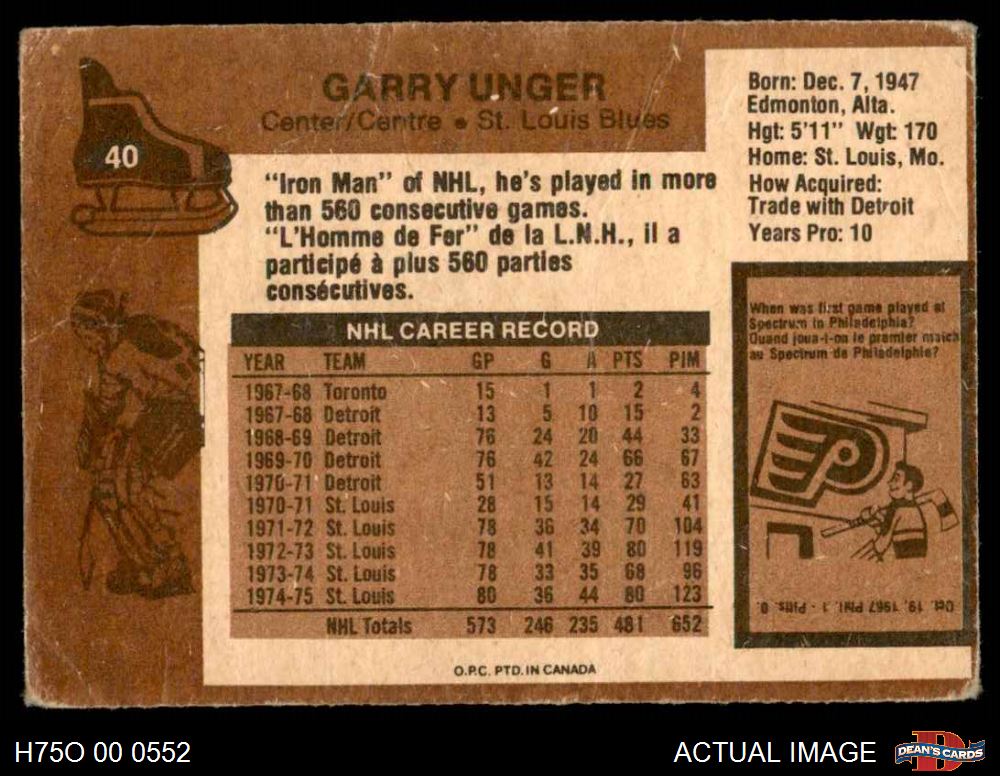 GARRY UNGER
Center/Centre • St. Louis Blues
40
"Iron Man" of NHL, he's played in more
than 560 consecutive games.
"L'Homme de Fer" de la L.N.H., il a
participé à plus 560 parties
consécutives.
Born: Dec. 7, 1947
Edmonton, Alta.
Hgt: 5'11" Wgt: 170
Home: St. Louis, Mo.
How Acquired:
Trade with Detroit
Years Pro: 10
NHL CAREER RECORD
YEAR TEAM GP G A PTS PIM
1967-68 Toronto 15 1 1 2 4
1967-68 Detroit 13 5 10 15 2
1968-69 Detroit 76 24 20 44 33
1969-70 Detroit 76 42 24 66 67
1970-71 Detroit 51 13 14 27 63
1970-71 St. Louis 28 15 14 29 41
1971-72 St. Louis 78 36 34 70 104
1972-73 St. Louis 78 41 39 80 119
1973-74 St. Louis 78 33 35 68 96
1974-75 St. Louis 80 36 44 80 123
NHL Totals 573 246 235 481 652
When was first game played at
Spectrum in Philadelphia?
Quand joua-t-on le premier match
au Spectrum de Philadelphie?
Oct. 19, 1967 Phil. 1 - Pitts. 0.
O.P.C. PTD. IN CANADA
H75O 00 0552
ACTUAL IMAGE
DEAN'S CARDS